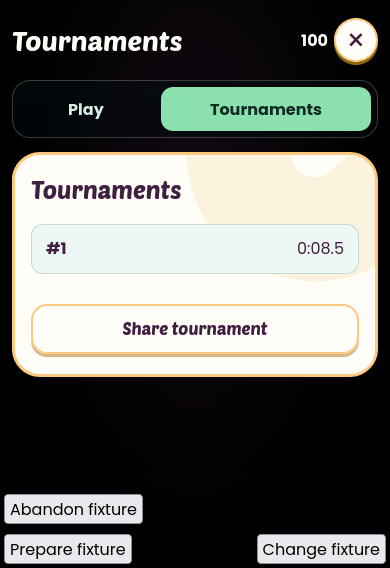 Tournaments
100 ×
Play
Tournaments
Tournaments
#1 0:08.5
Share tournament
Abandon fixture
Prepare fixture
Change fixture